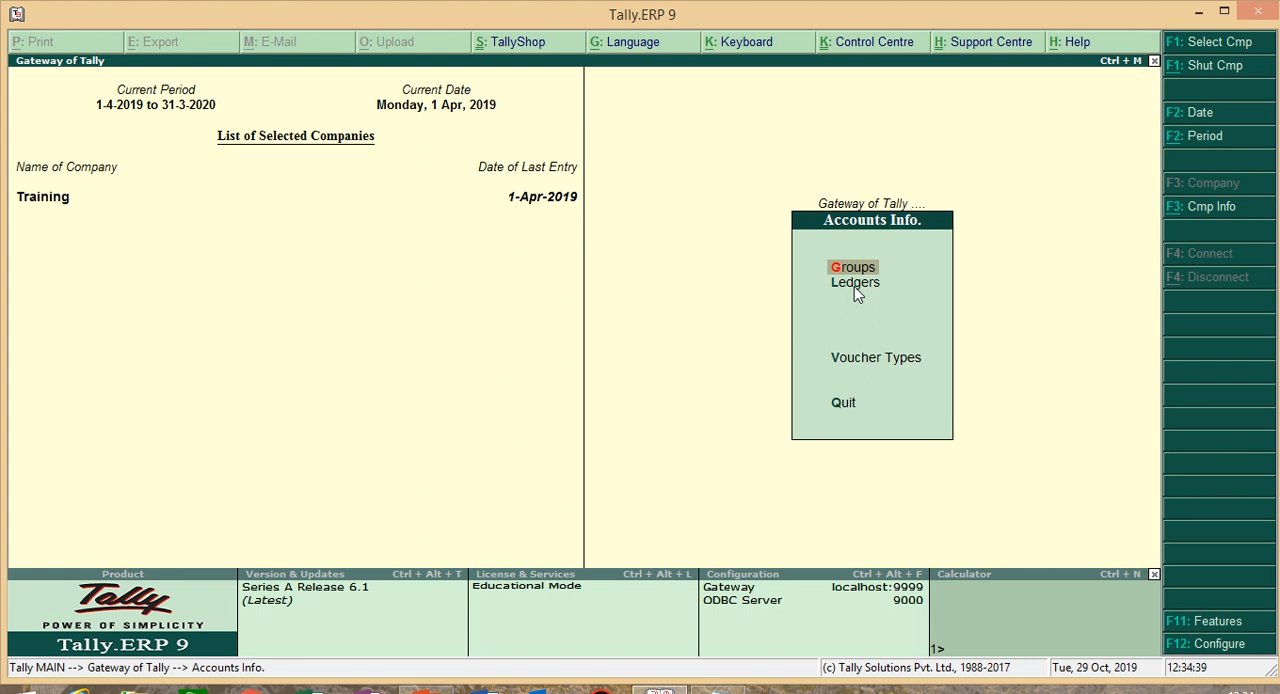 Tally.ERP 9
P: Print
E: Export
M: E-Mail
O: Upload
S: TallyShop
G: Language
K: Keyboard
K: Control Centre
H: Support Centre
H: Help
Gateway of Tally
Ctrl + M
Current Period
1-4-2019 to 31-3-2020
Current Date
Monday, 1 Apr, 2019
List of Selected Companies
Name of Company
Date of Last Entry
Training
1-Apr-2019
Gateway of Tally ....
Accounts Info.
Groups
Ledgers
Voucher Types
Quit
F1: Select Cmp
F1: Shut Cmp
F2: Date
F2: Period
F3: Company
F3: Cmp Info
F4: Connect
F4: Disconnect
F11: Features
F12: Configure
Product
Tally
POWER OF SIMPLICITY
Tally.ERP 9
Version & Updates
Ctrl + Alt + T
Series A Release 6.1
(Latest)
License & Services
Ctrl + Alt + L
Educational Mode
Configuration
Ctrl + Alt + F
Gateway
localhost:9999
ODBC Server
9000
Calculator
Ctrl + N
1>
Tally MAIN --> Gateway of Tally --> Accounts Info.
(c) Tally Solutions Pvt. Ltd., 1988-2017
Tue, 29 Oct, 2019
12:34:39